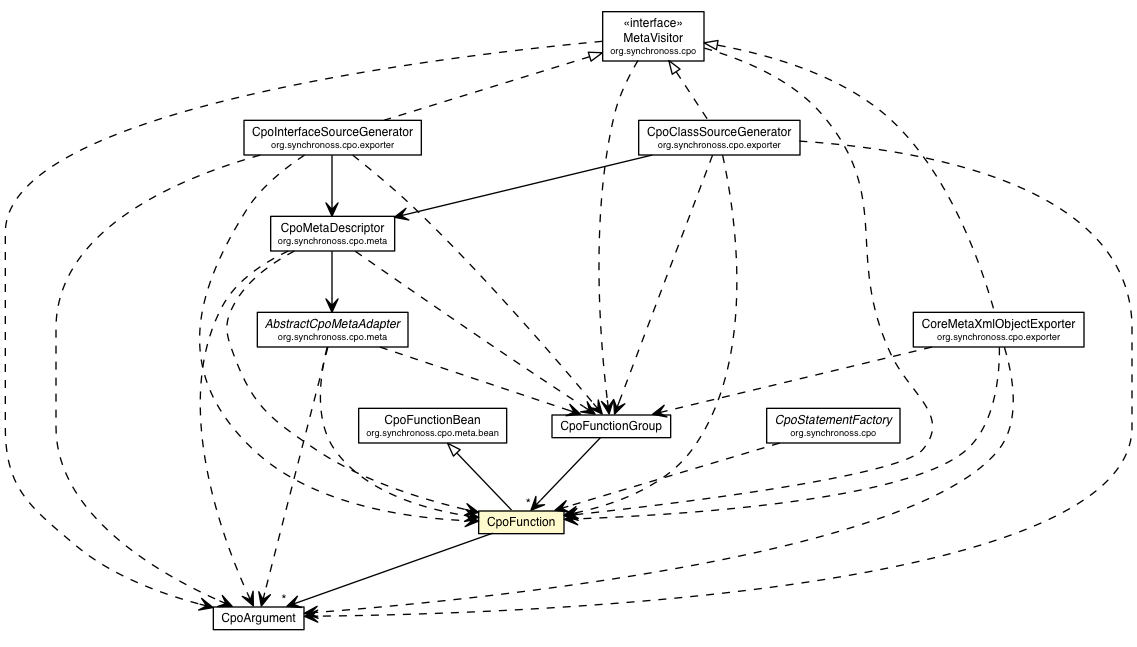 «interface»
MetaVisitor
org.synchronoss.cpo
CpoInterfaceSourceGenerator
org.synchronoss.cpo.exporter
CpoClassSourceGenerator
org.synchronoss.cpo.exporter
CpoMetaDescriptor
org.synchronoss.cpo.meta
AbstractCpoMetaAdapter
org.synchronoss.cpo.meta
CoreMetaXmlObjectExporter
org.synchronoss.cpo.exporter
CpoFunctionBean
org.synchronoss.cpo.meta.bean
CpoFunctionGroup
CpoStatementFactory
org.synchronoss.cpo
*
CpoFunction
*
CpoArgument